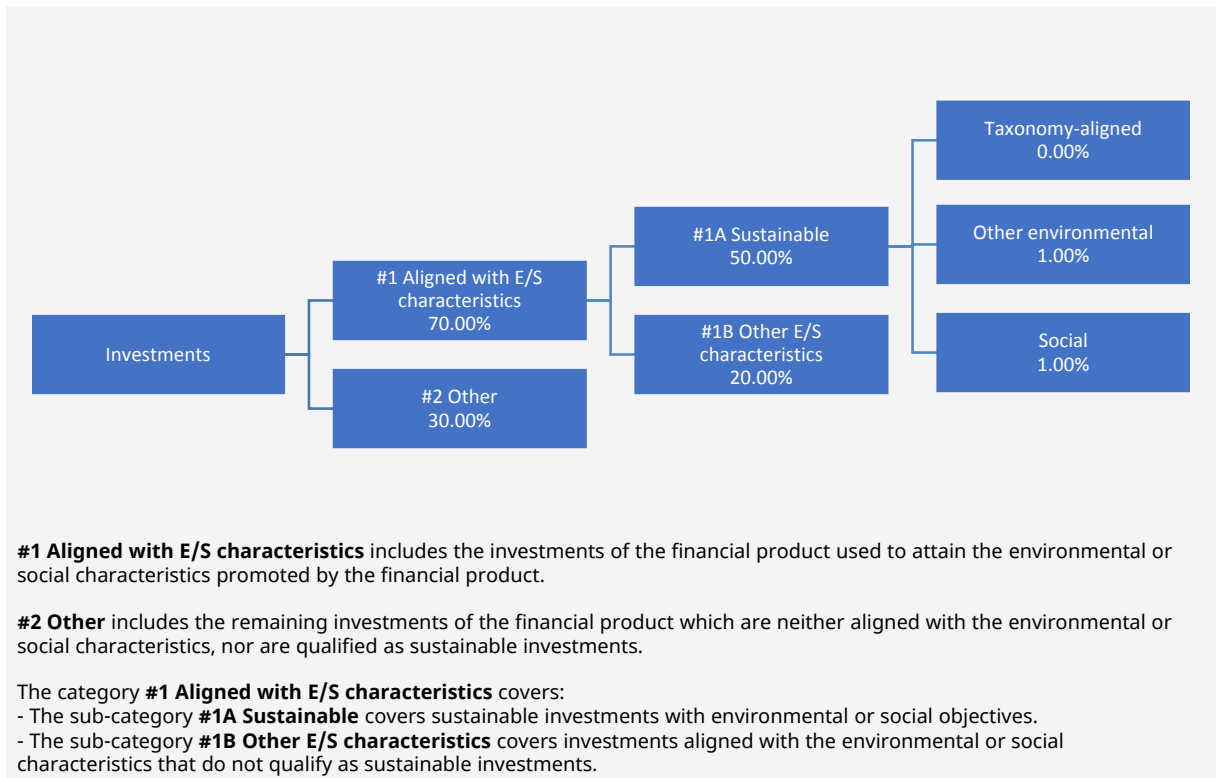 Investments
#1 Aligned with E/S
characteristics
70.00%
#2 Other
30.00%
#1A Sustainable
50.00%
#1B Other E/S
characteristics
20.00%
Taxonomy-aligned
0.00%
Other environmental
1.00%
Social
1.00%
#1 Aligned with E/S characteristics includes the investments of the financial product used to attain the environmental or
social characteristics promoted by the financial product.
#2 Other includes the remaining investments of the financial product which are neither aligned with the environmental or
social characteristics, nor are qualified as sustainable investments.
The category #1 Aligned with E/S characteristics covers:
- The sub-category #1A Sustainable covers sustainable investments with environmental or social objectives.
- The sub-category #1B Other E/S characteristics covers investments aligned with the environmental or social
characteristics that do not qualify as sustainable investments.